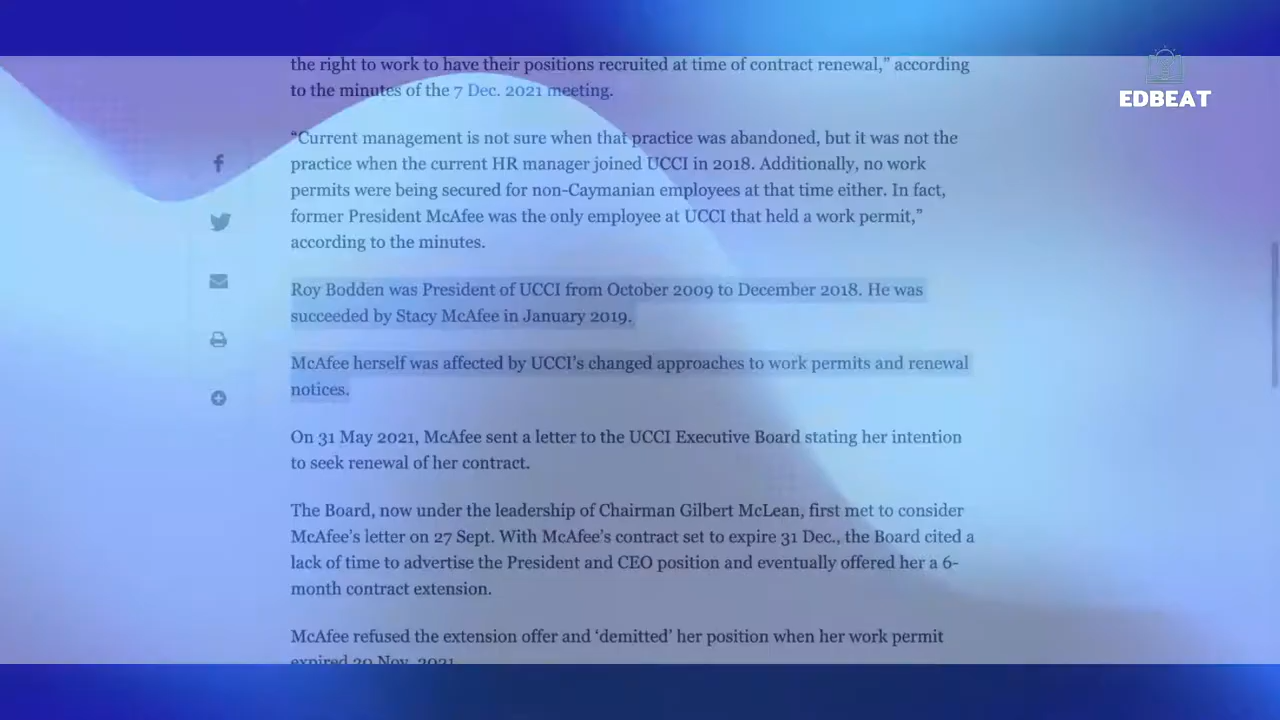 EDBEAT
the right to work to have their positions recruited at time of contract renewal,” according
to the minutes of the 7 Dec. 2021 meeting.
“Current management is not sure when that practice was abandoned, but it was not the
practice when the current HR manager joined UCCI in 2018. Additionally, no work
permits were being secured for non-Caymanian employees at that time either. In fact,
former President McAfee was the only employee at UCCI that held a work permit,”
according to the minutes.
Roy Bodden was President of UCCI from October 2009 to December 2018. He was
succeeded by Stacy McAfee in January 2019.
McAfee herself was affected by UCCI’s changed approaches to work permits and renewal
notices.
On 31 May 2021, McAfee sent a letter to the UCCI Executive Board stating her intention
to seek renewal of her contract.
The Board, now under the leadership of Chairman Gilbert McLean, first met to consider
McAfee’s letter on 27 Sept. With McAfee’s contract set to expire 31 Dec., the Board cited a
lack of time to advertise the President and CEO position and eventually offered her a 6-
month contract extension.
McAfee refused the extension offer and ‘demitted’ her position when her work permit
expired Nov. 2021